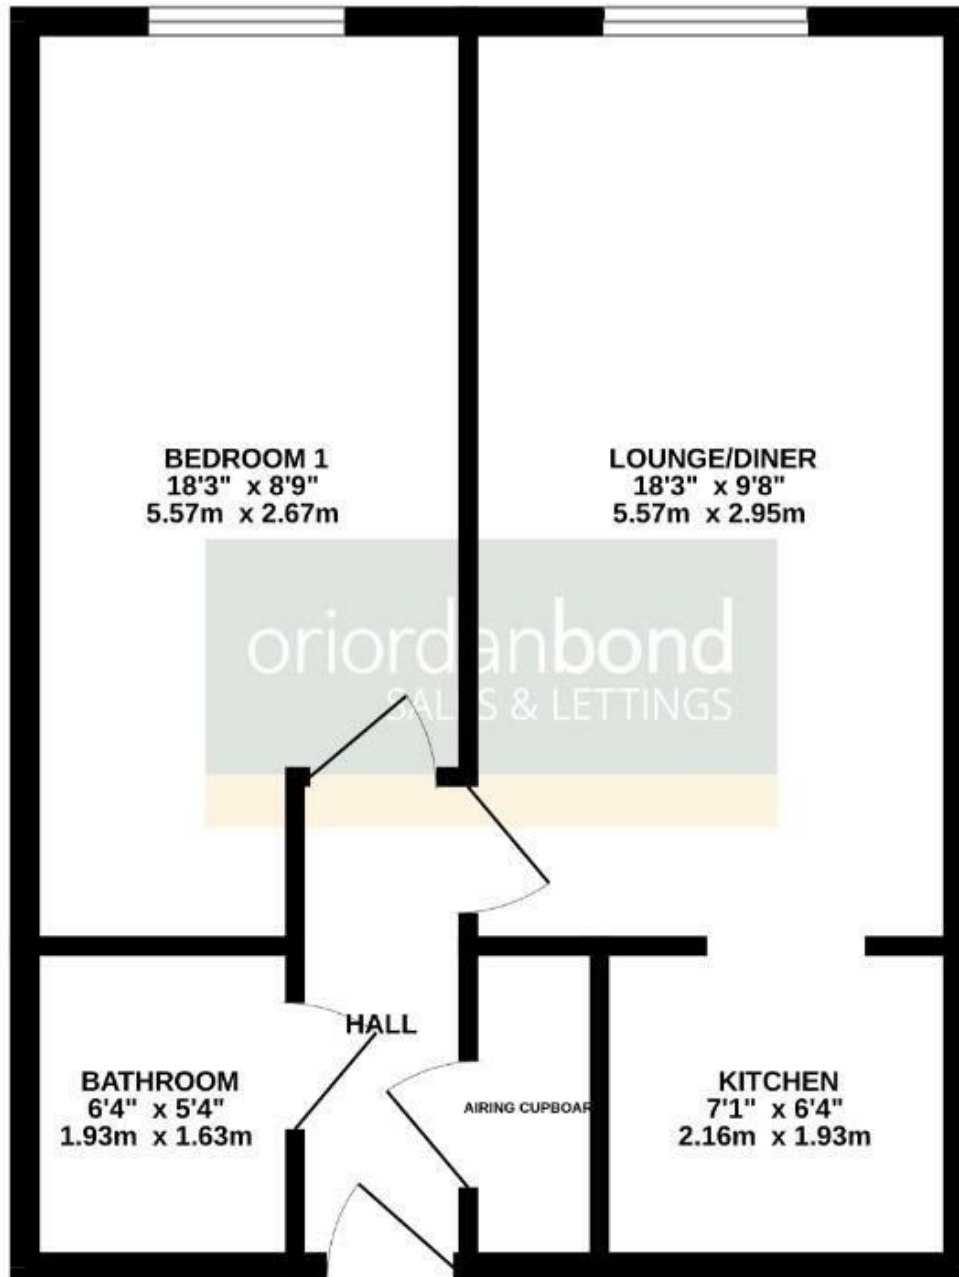 BEDROOM 1
18'3" x 8'9"
5.57m x 2.67m
LOUNGE/DINER
18'3" x 9'8"
5.57m x 2.95m
oriordanbond
SALES & LETTINGS
HALL
BATHROOM
6'4" x 5'4"
1.93m x 1.63m
AIRING CUPBOAR
KITCHEN
7'1" x 6'4"
2.16m x 1.93m